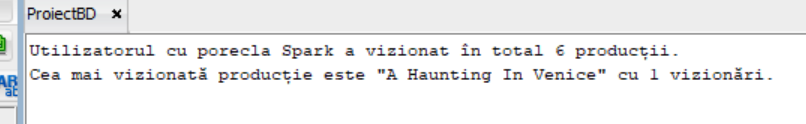 ProiectBD
Utilizatorul cu porecla Spark a vizionat în total 6 producții.
Cea mai vizionată producție este "A Haunting In Venice" cu 1 vizionări.